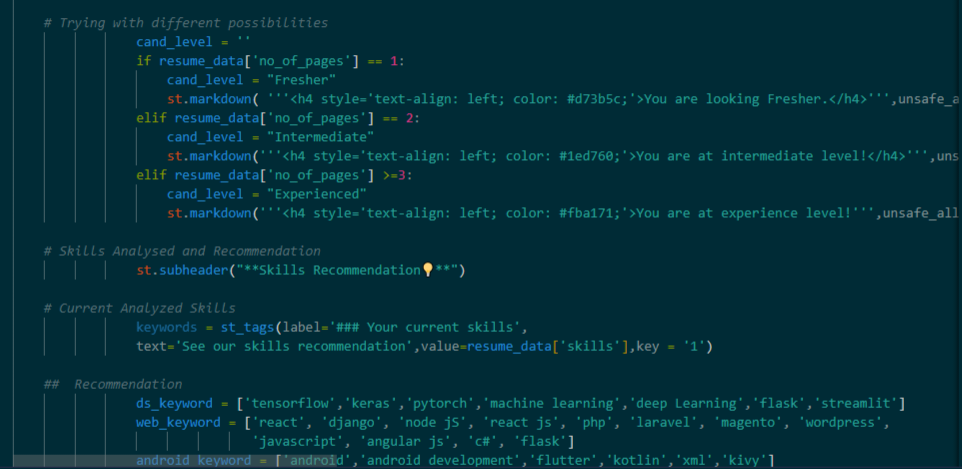 # Trying with different possibilities
cand_level = ''
if resume_data['no_of_pages'] == 1:
cand_level = "Fresher"
st.markdown( '''<h4 style='text-align: left; color: #d73b5c;'>You are looking Fresher.</h4>''',unsafe_a
elif resume_data['no_of_pages'] == 2:
cand_level = "Intermediate"
st.markdown('''<h4 style='text-align: left; color: #1ed760;'>You are at intermediate level!</h4>''',uns
elif resume_data['no_of_pages'] >=3:
cand_level = "Experienced"
st.markdown('''<h4 style='text-align: left; color: #fba171;'>You are at experience level!''',unsafe_all
# Skills Analysed and Recommendation
st.subheader("**Skills Recommendation💡**")
# Current Analyzed Skills
keywords = st_tags(label='### Your current skills',
text='See our skills recommendation',value=resume_data['skills'],key = '1')
##  Recommendation
ds_keyword = ['tensorflow','keras','pytorch','machine learning','deep Learning','flask','streamlit']
web_keyword = ['react', 'django', 'node jS', 'react js', 'php', 'laravel', 'magento', 'wordpress',
'javascript', 'angular js', 'c#', 'flask']
android_keyword = ['android','android development','flutter','kotlin','xml','kivy']